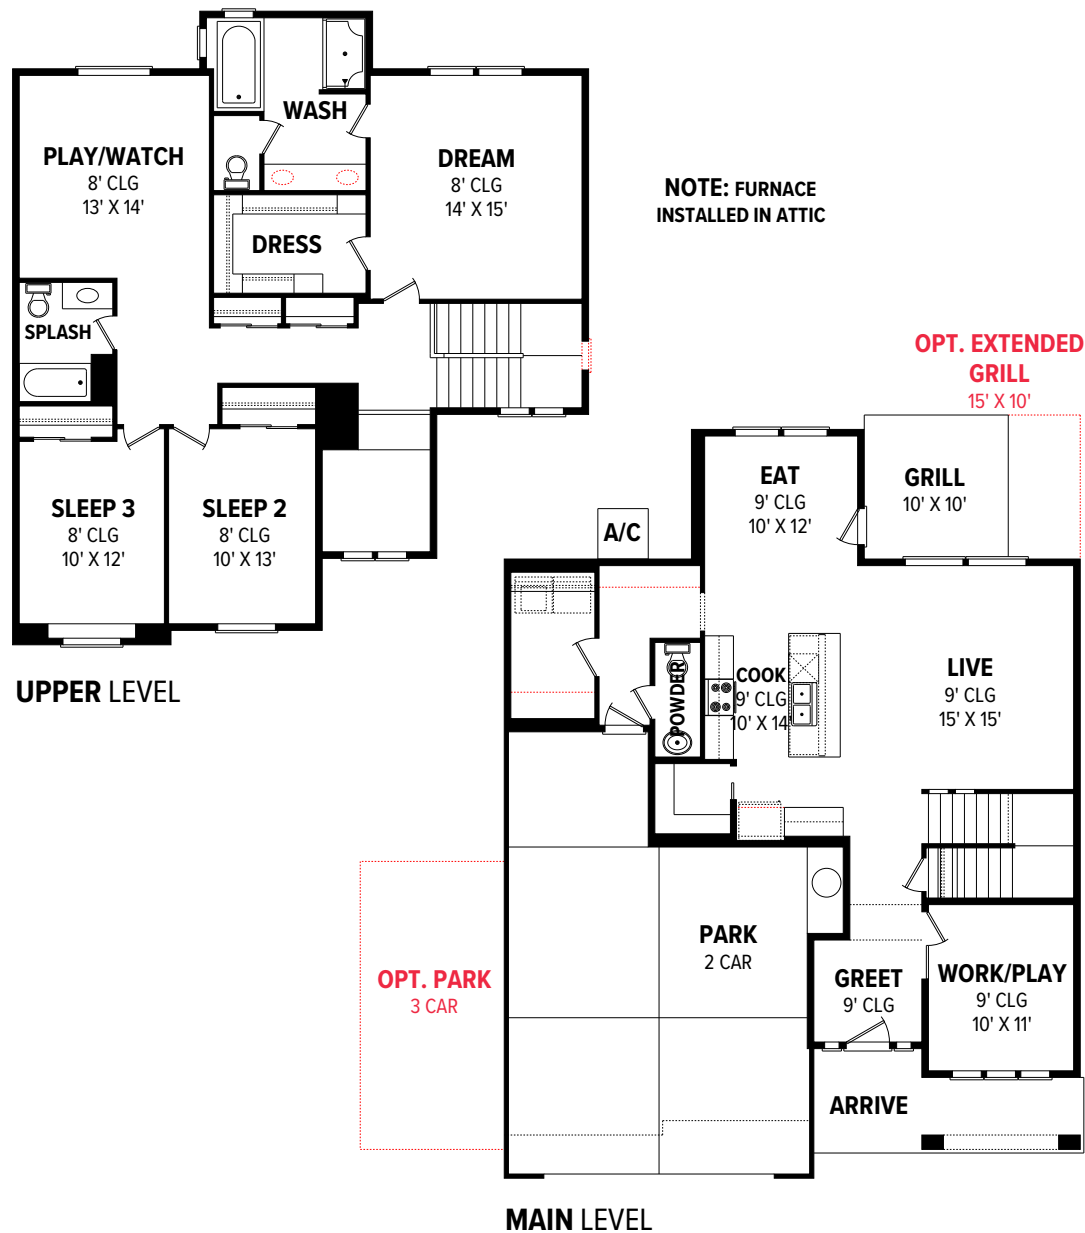 WASH
PLAY/WATCH
8' CLG
13' X 14'
DREAM
8' CLG
14' X 15'
NOTE: FURNACE
INSTALLED IN ATTIC
DRESS
SPLASH
SLEEP 3
8' CLG
10' X 12'
SLEEP 2
8' CLG
10' X 13'
UPPER LEVEL
OPT. EXTENDED
GRILL
15' X 10'
EAT
9' CLG
10' X 12'
GRILL
10' X 10'
A/C
POWDER
COOK
9' CLG
10' X 14
LIVE
9' CLG
15' X 15'
PARK
2 CAR
OPT. PARK
3 CAR
GREET
9' CLG
WORK/PLAY
9' CLG
10' X 11'
ARRIVE
MAIN LEVEL